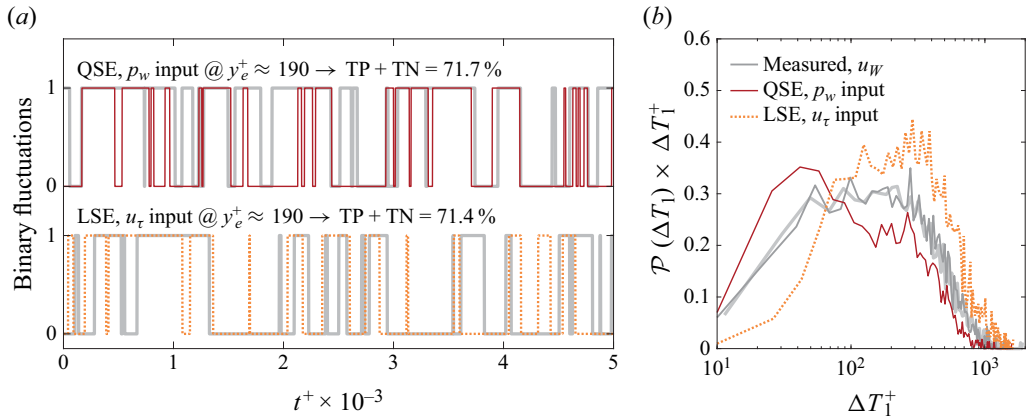 (a)
QSE, p_w input @ y_e^+ ≈ 190 → TP + TN = 71.7 %
1
0
LSE, u_τ input @ y_e^+ ≈ 190 → TP + TN = 71.4 %
1
0
Binary fluctuations
0 1 2 3 4 5
t^+ × 10^{-3}
(b)
0.6
0.5
0.4
0.3
0.2
0.1
0
Measured, u_W
QSE, p_w input
LSE, u_τ input
P (ΔT_1) × ΔT_1^+
10^1 10^2 10^3
ΔT_1^+